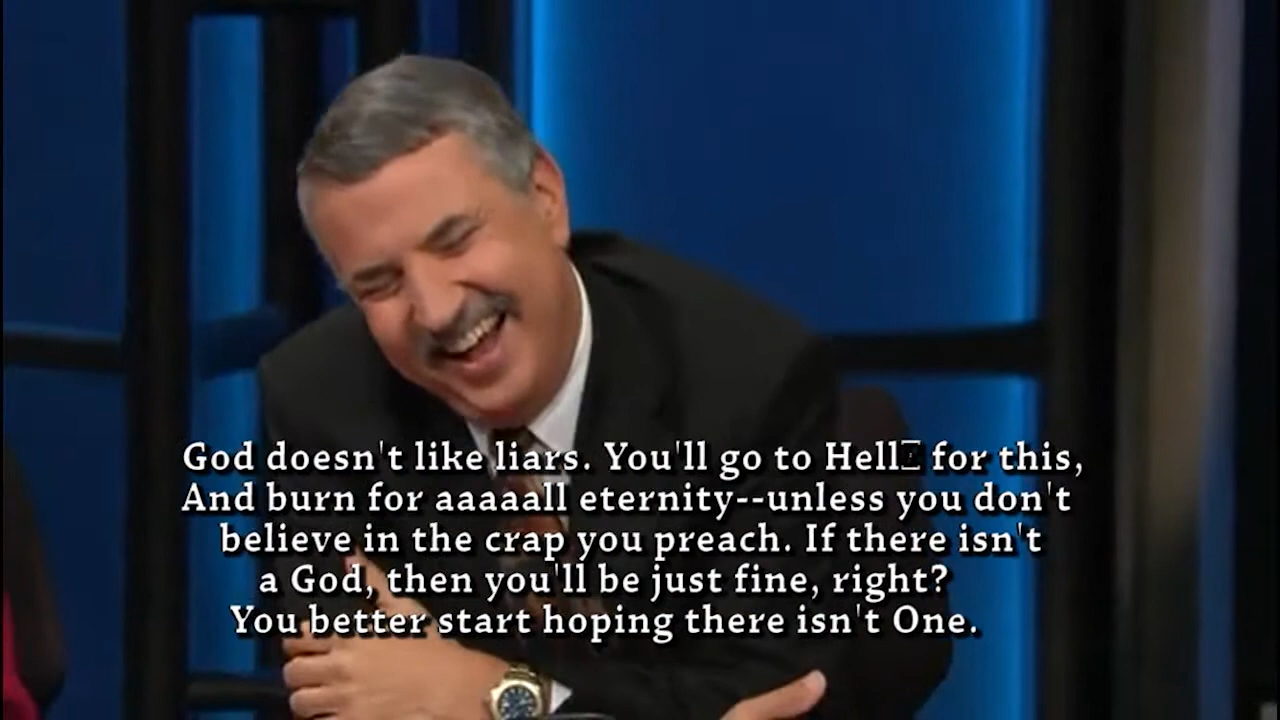 God doesn't like liars. You'll go to Hell for this,
And burn for aaaaall eternity--unless you don't
believe in the crap you preach. If there isn't
a God, then you'll be just fine, right?
You better start hoping there isn't One.